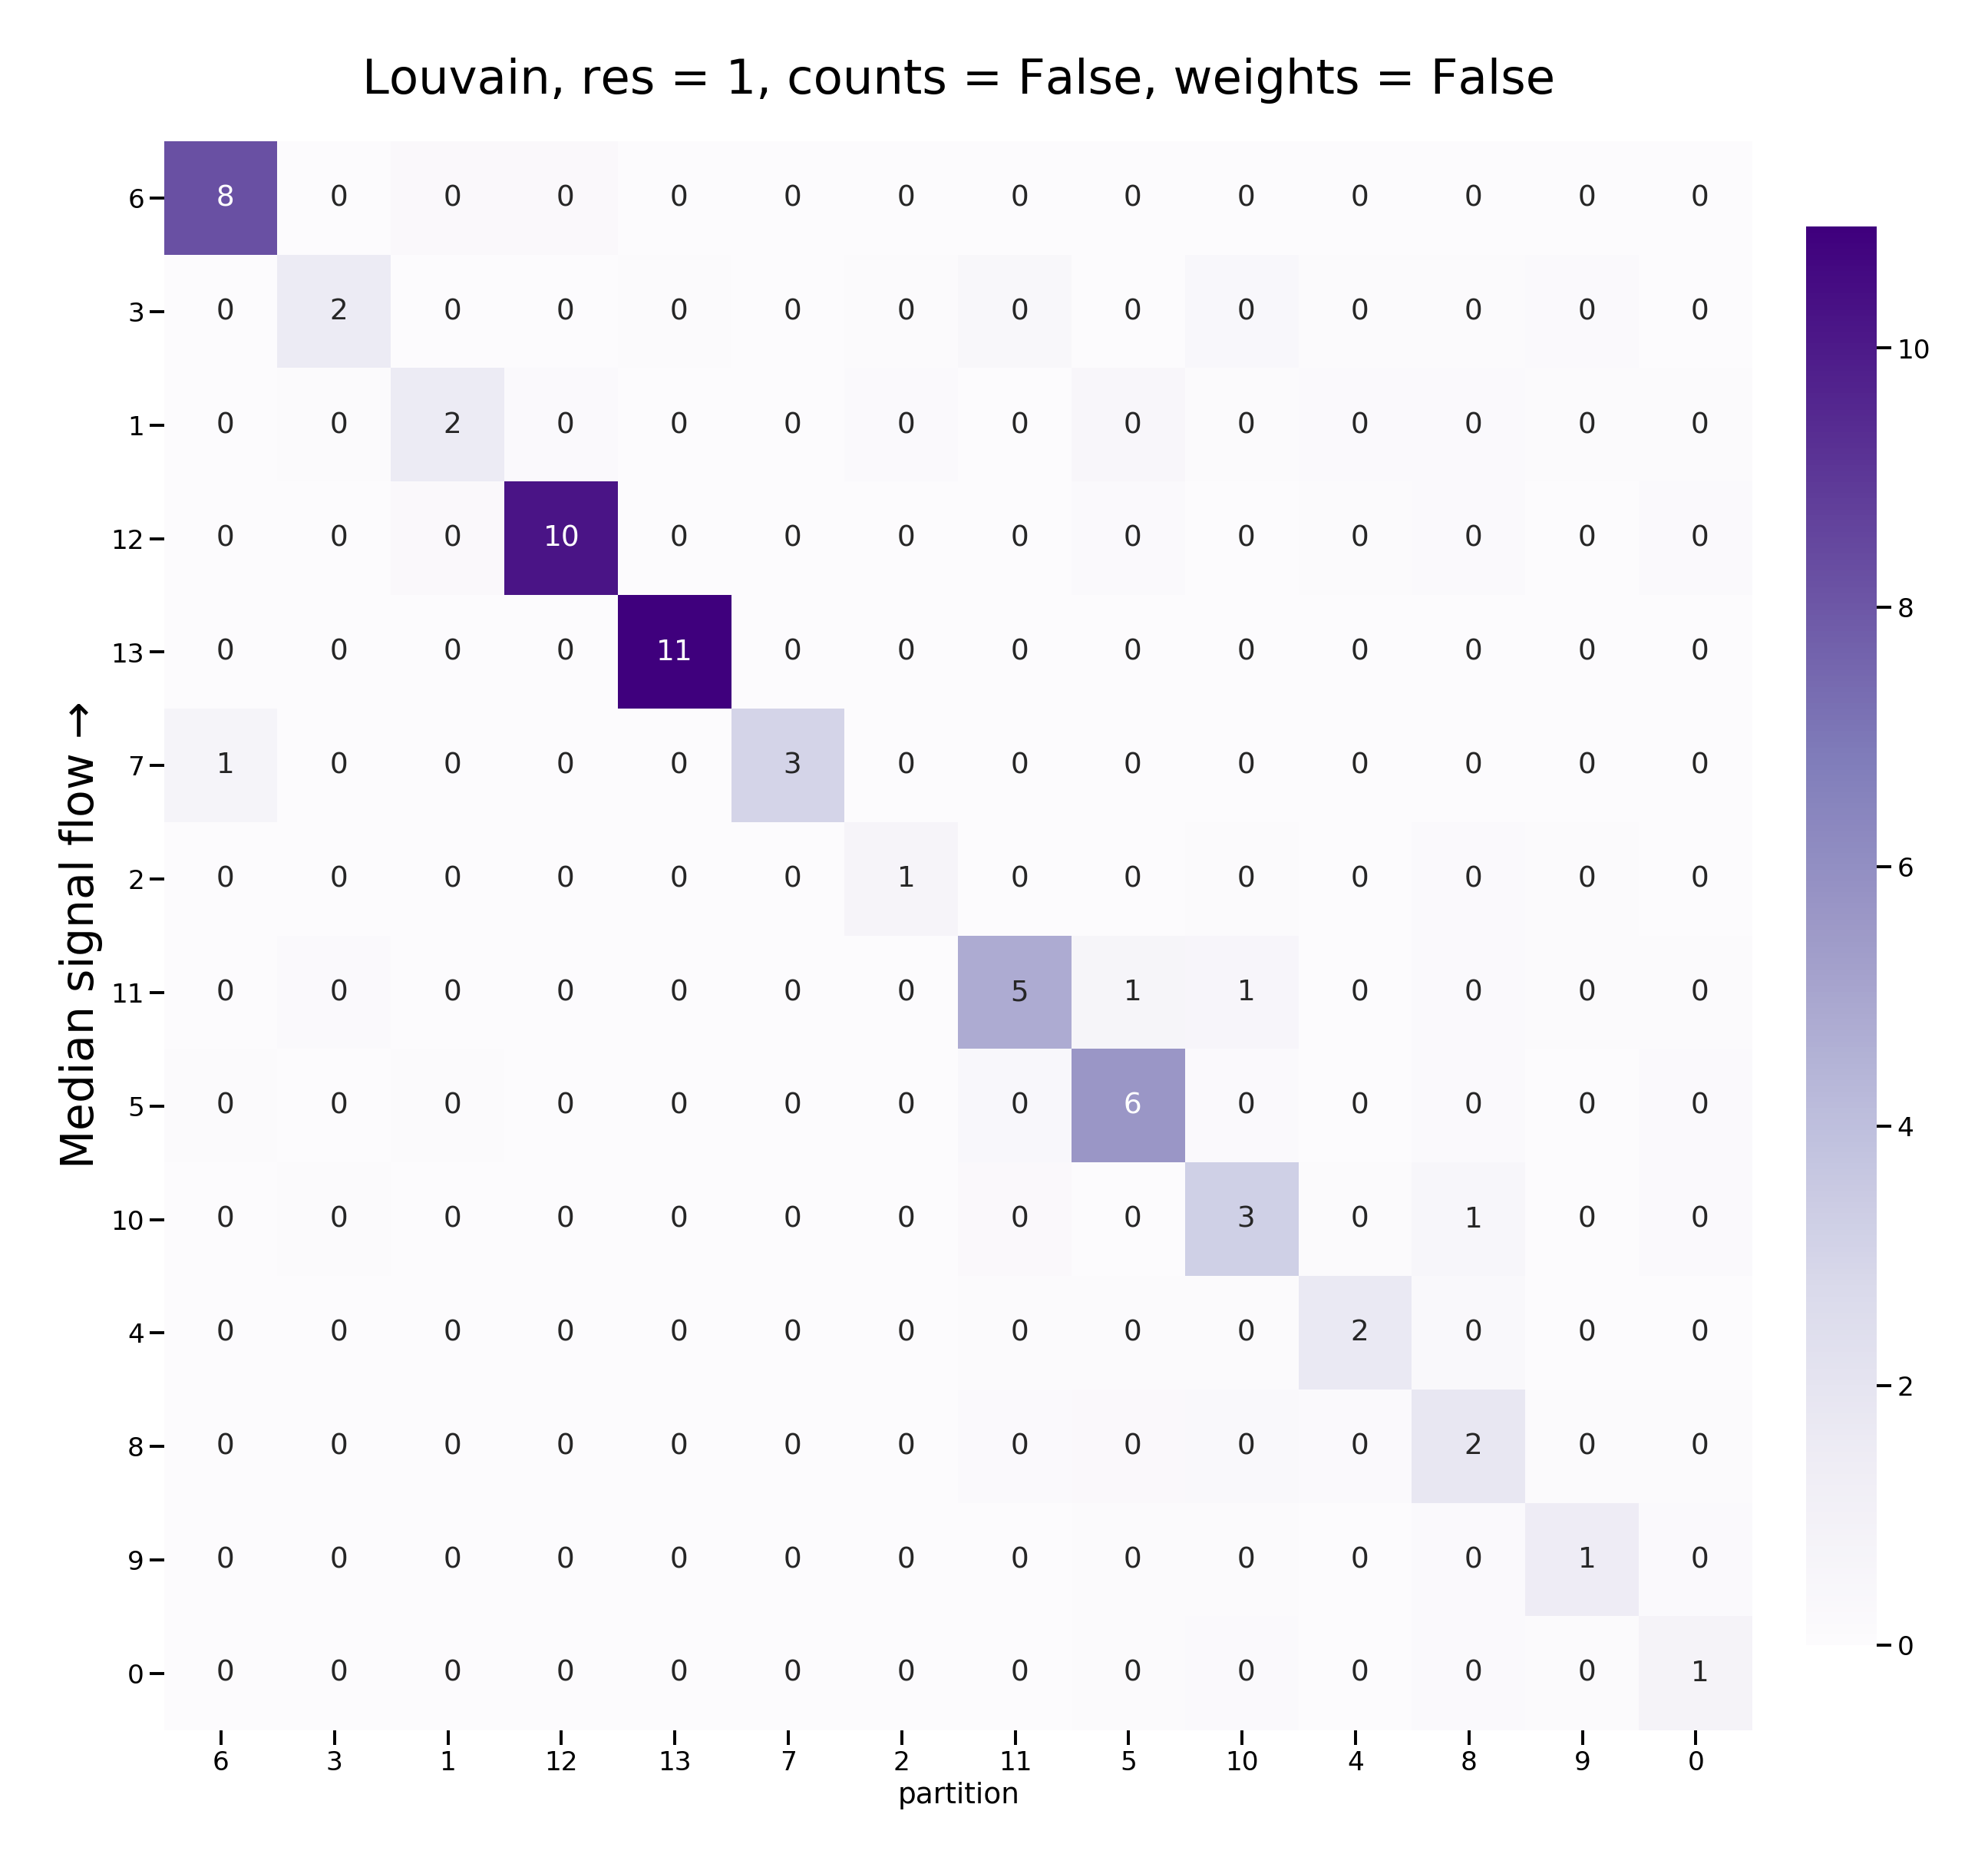 Louvain, res = 1, counts = False, weights = False
6 8 0 0 0 0 0 0 0 0 0 0 0 0 0
3 0 2 0 0 0 0 0 0 0 0 0 0 0 0
1 0 0 2 0 0 0 0 0 0 0 0 0 0 0
12 0 0 0 10 0 0 0 0 0 0 0 0 0 0
13 0 0 0 0 11 0 0 0 0 0 0 0 0 0
7 1 0 0 0 0 3 0 0 0 0 0 0 0 0
2 0 0 0 0 0 0 1 0 0 0 0 0 0 0
11 0 0 0 0 0 0 0 5 1 1 0 0 0 0
5 0 0 0 0 0 0 0 0 6 0 0 0 0 0
10 0 0 0 0 0 0 0 0 0 3 0 1 0 0
4 0 0 0 0 0 0 0 0 0 0 2 0 0 0
8 0 0 0 0 0 0 0 0 0 0 0 2 0 0
9 0 0 0 0 0 0 0 0 0 0 0 0 1 0
0 0 0 0 0 0 0 0 0 0 0 0 0 0 1
6 3 1 12 13 7 2 11 5 10 4 8 9 0
partition
Median signal flow →
10
8
6
4
2
0